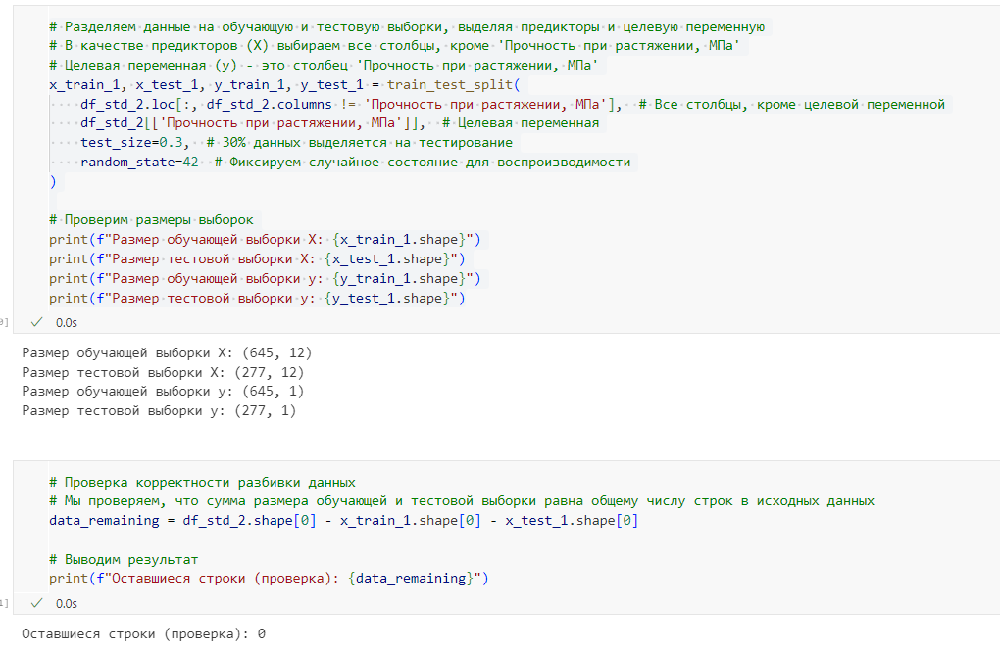 # Разделяем данные на обучающую и тестовую выборки, выделяя предикторы и целевую переменную
# В качестве предикторов (X) выбираем все столбцы, кроме 'Прочность при растяжении, МПа'
# Целевая переменная (y) - это столбец 'Прочность при растяжении, МПа'
x_train_1, x_test_1, y_train_1, y_test_1 = train_test_split(
    df_std_2.loc[:, df_std_2.columns != 'Прочность при растяжении, МПа'],  # Все столбцы, кроме целевой переменной
    df_std_2[['Прочность при растяжении, МПа']],  # Целевая переменная
    test_size=0.3,  # 30% данных выделяется на тестирование
    random_state=42  # Фиксируем случайное состояние для воспроизводимости
)
# Проверим размеры выборок
print(f"Размер обучающей выборки X: {x_train_1.shape}")
print(f"Размер тестовой выборки X: {x_test_1.shape}")
print(f"Размер обучающей выборки y: {y_train_1.shape}")
print(f"Размер тестовой выборки y: {y_test_1.shape}")
0.0s
Размер обучающей выборки X: (645, 12)
Размер тестовой выборки X: (277, 12)
Размер обучающей выборки y: (645, 1)
Размер тестовой выборки y: (277, 1)
# Проверка корректности разбивки данных
# Мы проверяем, что сумма размера обучающей и тестовой выборки равна общему числу строк в исходных данных
data_remaining = df_std_2.shape[0] - x_train_1.shape[0] - x_test_1.shape[0]
# Выводим результат
print(f"Оставшиеся строки (проверка): {data_remaining}")
0.0s
Оставшиеся строки (проверка): 0